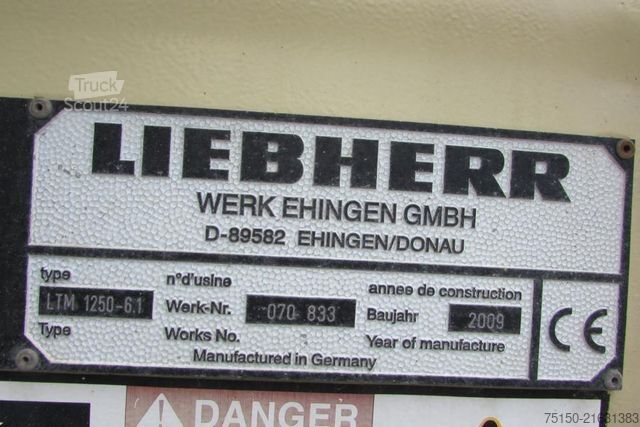 Truck
Scout24
LIEBHERR
WERK EHINGEN GMBH
D-89582 EHINGEN/DONAU
type n°d'usine annee de construction
LTM 1250-6.1 Werk-Nr. 070 833 Baujahr 2009
Type Works No. Year of manufacture
Manufactured in Germany
CE
DANGER
75150-21631383